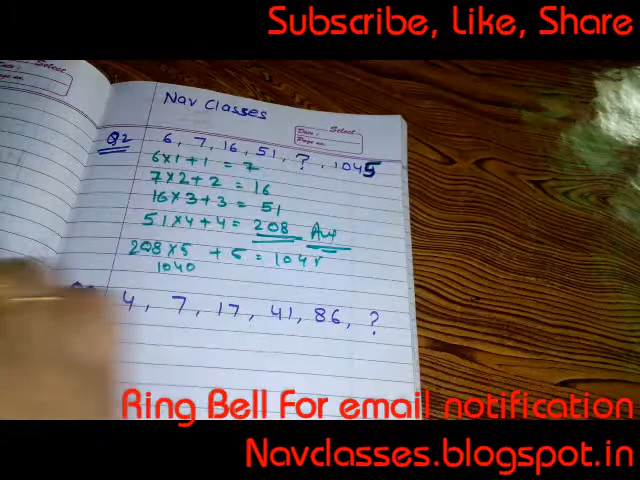 Subscribe, Like, Share
Select
Nav Classes
Date : Select
Page no:
Q2 6, 7, 16, 51, ?, 1045
6×1+1 = 7
7×2+2 = 16
16×3+3 = 51
51×4+4 = 208 Ans
208×5 + 5 = 1045
1040
4, 7, 17, 41, 86, ?
Ring Bell For email notification
Navclasses.blogspot.in